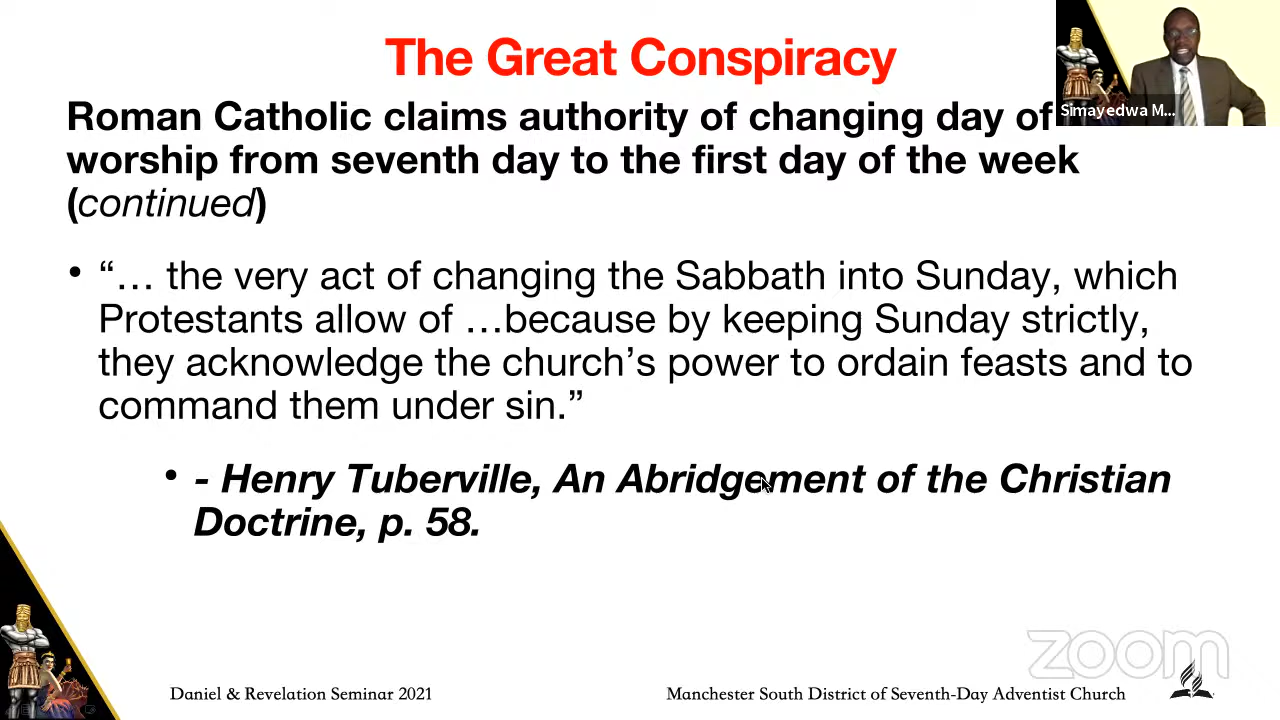 The Great Conspiracy
Simayedwa M...
Roman Catholic claims authority of changing day of
worship from seventh day to the first day of the week
(continued)
• “… the very act of changing the Sabbath into Sunday, which
Protestants allow of …because by keeping Sunday strictly,
they acknowledge the church’s power to ordain feasts and to
command them under sin.”
• - Henry Tuberville, An Abridgement of the Christian
Doctrine, p. 58.
zoom
Daniel & Revelation Seminar 2021
Manchester South District of Seventh-Day Adventist Church